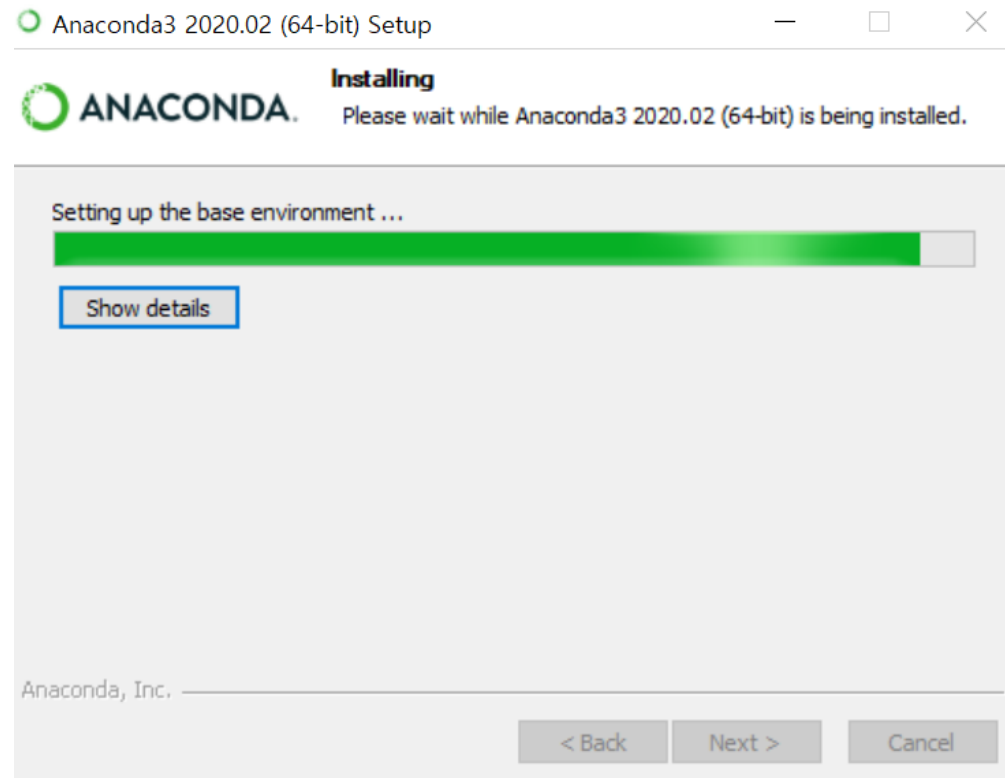 Anaconda3 2020.02 (64-bit) Setup
ANACONDA.
Installing
Please wait while Anaconda3 2020.02 (64-bit) is being installed.
Setting up the base environment ...
Show details
Anaconda, Inc.
< Back
Next >
Cancel